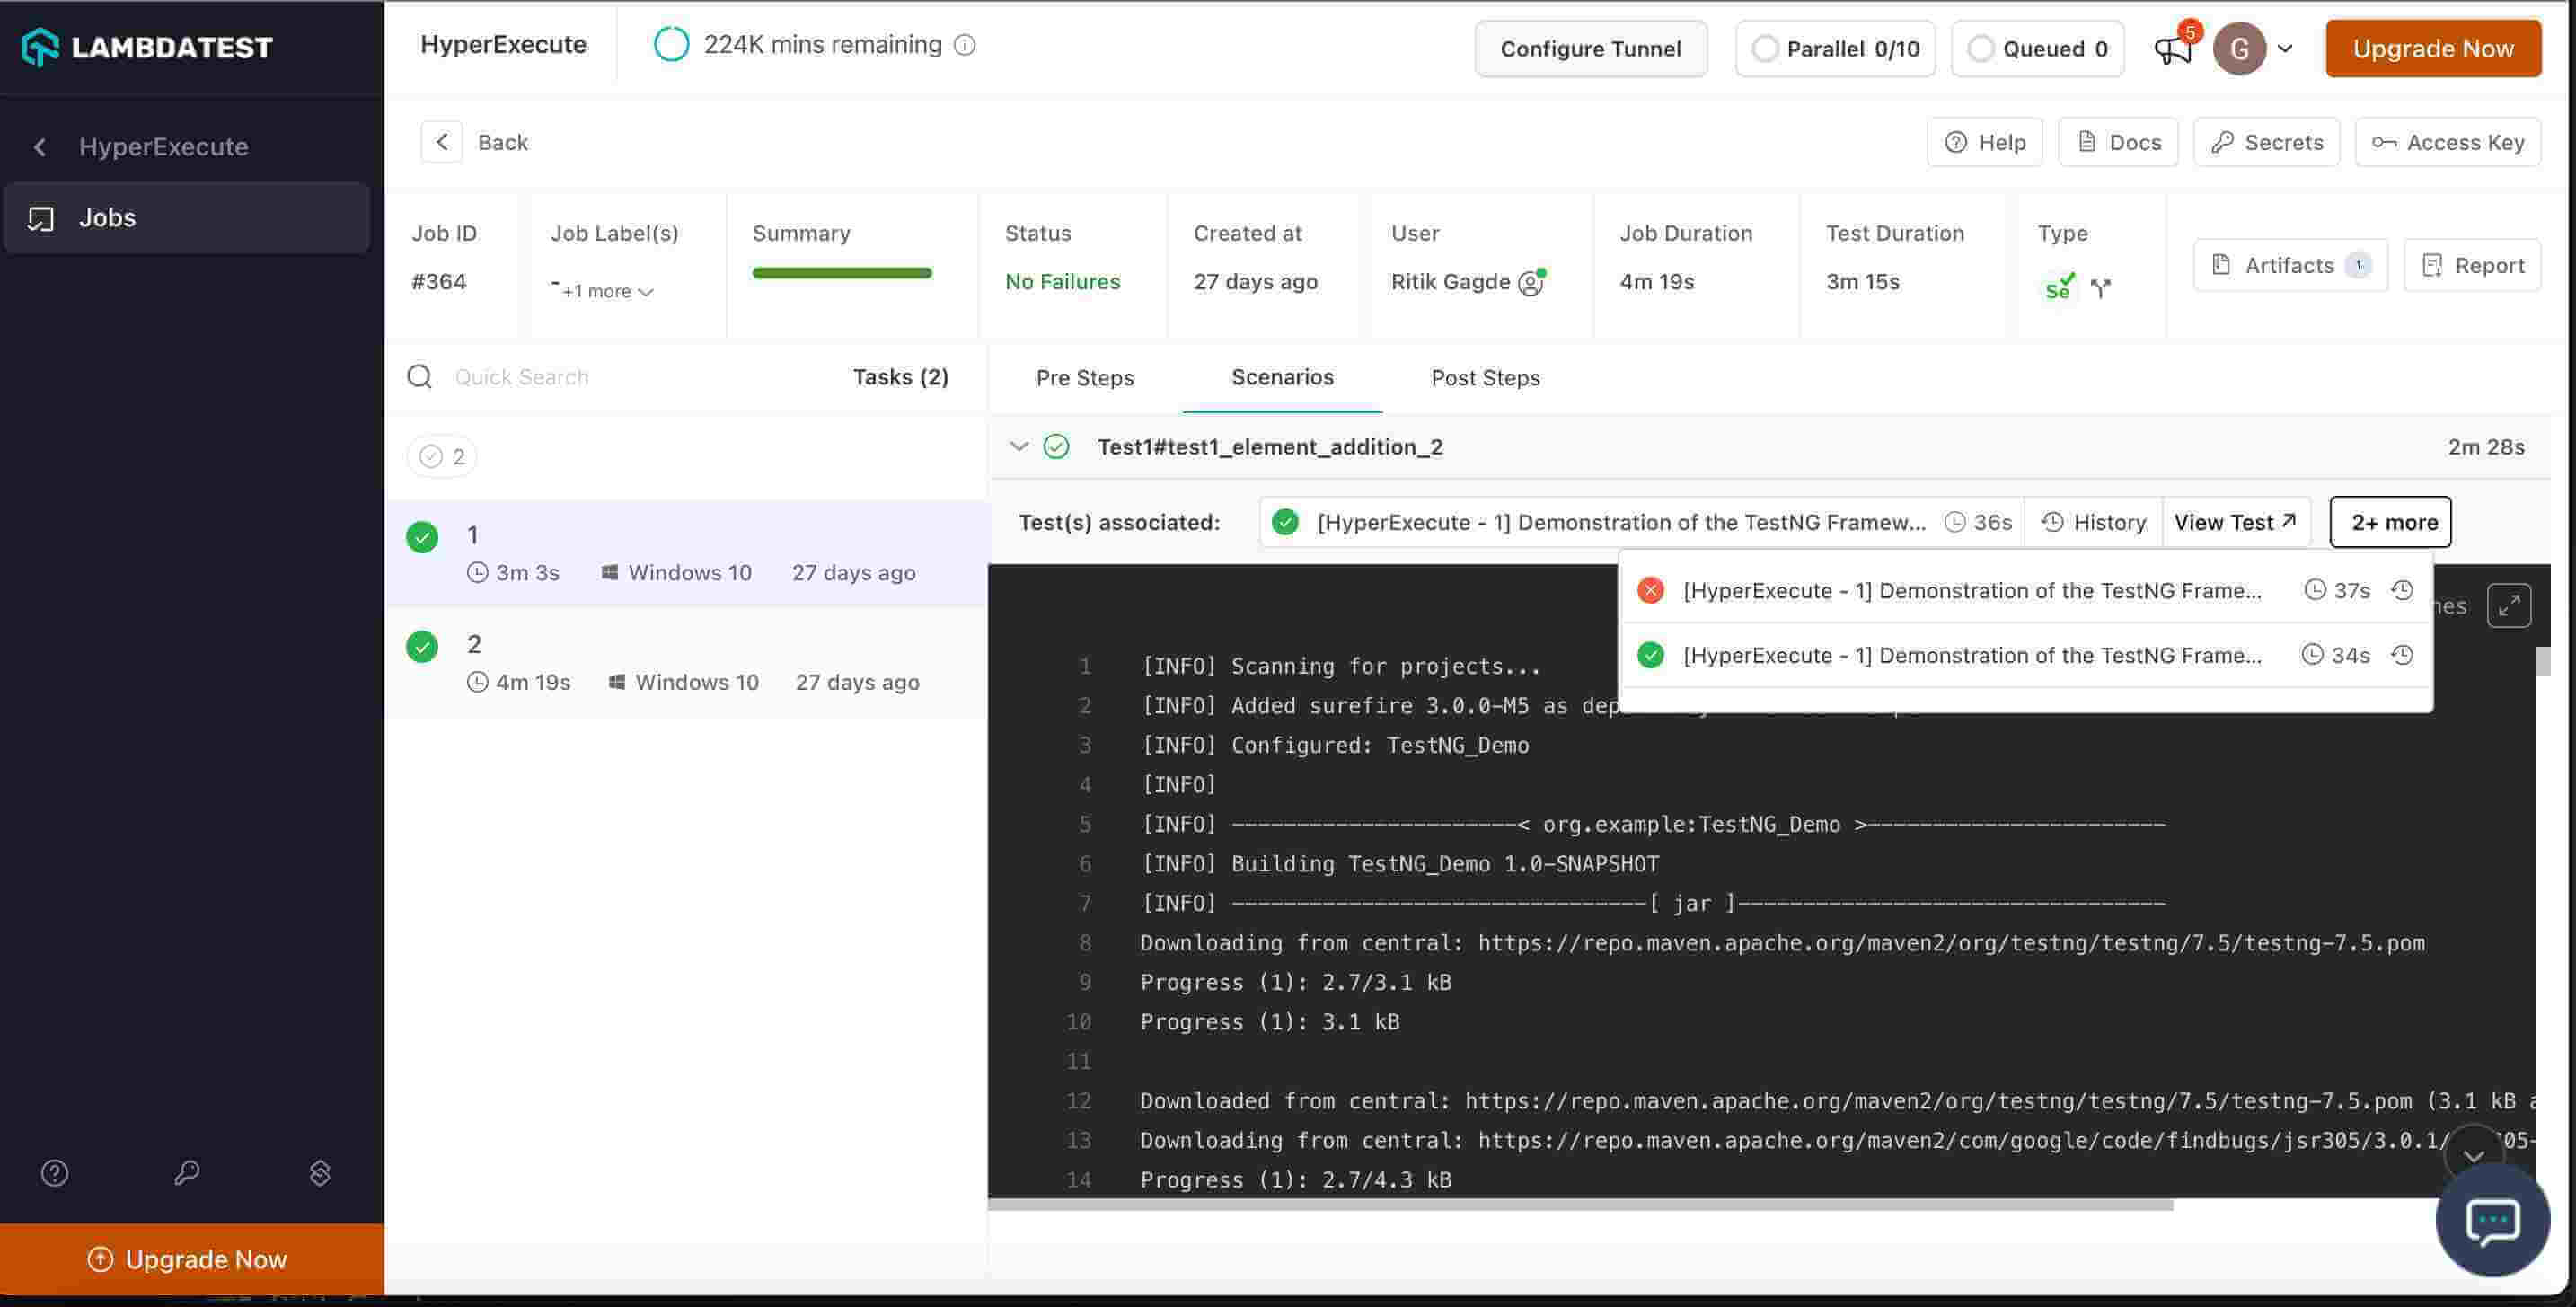 LAMBDATEST
HyperExecute
Jobs
Upgrade Now
HyperExecute
224K mins remaining
Configure Tunnel
Parallel 0/10
Queued 0
5
G
Upgrade Now
Back
Help
Docs
Secrets
Access Key
Job ID
#364
Job Label(s)
- +1 more
Summary
Status
No Failures
Created at
27 days ago
User
Ritik Gagde
Job Duration
4m 19s
Test Duration
3m 15s
Type
Se
Artifacts 1
Report
Quick Search
Tasks (2)
2
1
3m 3s Windows 10 27 days ago
2
4m 19s Windows 10 27 days ago
Pre Steps
Scenarios
Post Steps
Test1#test1_element_addition_2
2m 28s
Test(s) associated:
[HyperExecute - 1] Demonstration of the TestNG Framew... 36s History View Test 2+ more
[HyperExecute - 1] Demonstration of the TestNG Frame... 37s
[HyperExecute - 1] Demonstration of the TestNG Frame... 34s
1 [INFO] Scanning for projects...
2 [INFO] Added surefire 3.0.0-M5 as
3 [INFO] Configured: TestNG_Demo
4 [INFO]
5 [INFO] ----------------------< org.example:TestNG_Demo >-----------------------
6 [INFO] Building TestNG_Demo 1.0-SNAPSHOT
7 [INFO] --------------------------------[ jar ]---------------------------------
8 Downloading from central: https://repo.maven.apache.org/maven2/org/testng/testng/7.5/testng-7.5.pom
9 Progress (1): 2.7/3.1 kB
10 Progress (1): 3.1 kB
11
12 Downloaded from central: https://repo.maven.apache.org/maven2/org/testng/testng/7.5/testng-7.5.pom (3.1 kB
13 Downloading from central: https://repo.maven.apache.org/maven2/com/google/code/findbugs/jsr305/3.0.1/
14 Progress (1): 2.7/4.3 kB